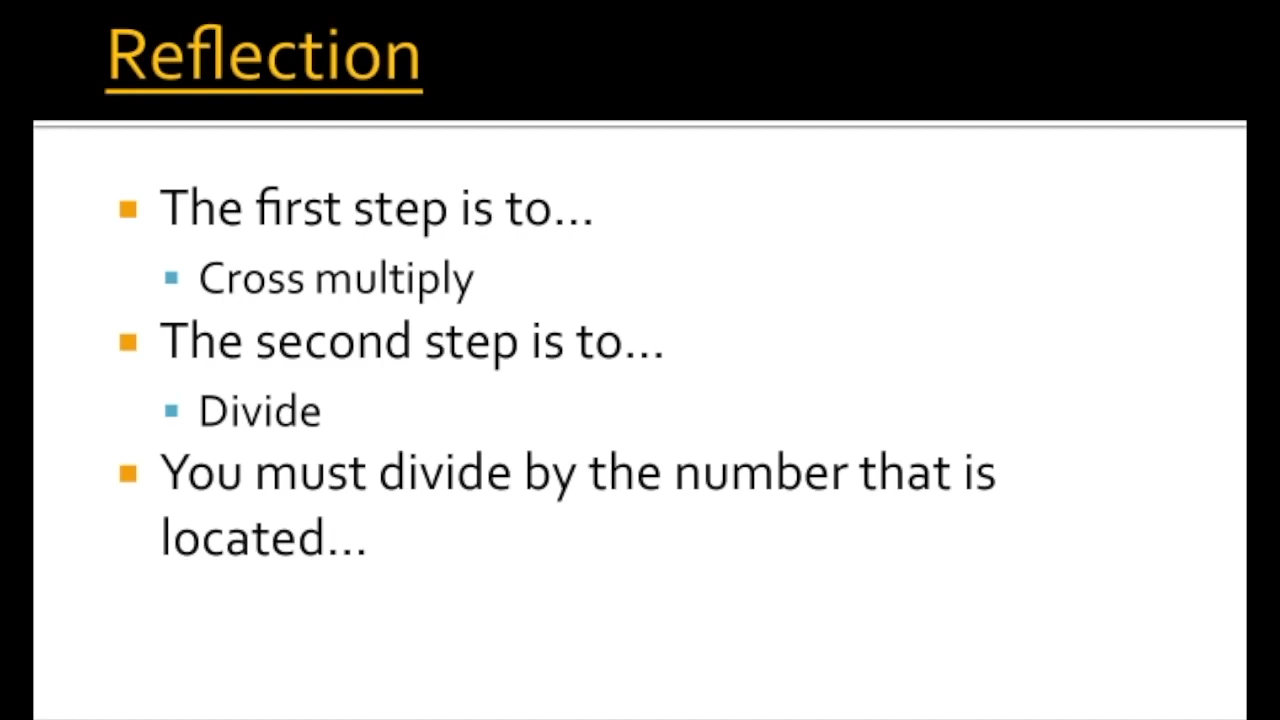 Reflection
The first step is to...
Cross multiply
The second step is to...
Divide
You must divide by the number that is
located...